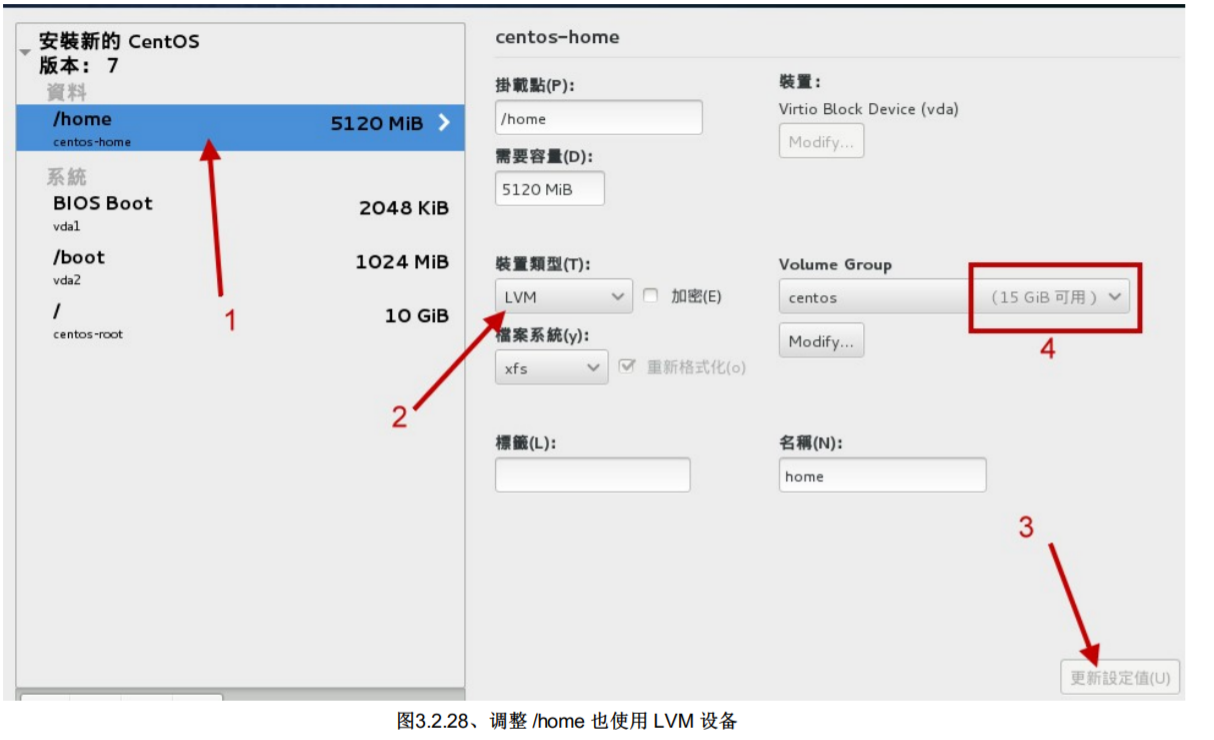 安裝新的 CentOS
版本： 7
資料
/home
5120 MiB
centos-home
系統
BIOS Boot
2048 KiB
vda1
/boot
1024 MiB
vda2
/
10 GiB
centos-root
1
centos-home
掛載點(P)：
/home
需要容量(D)：
5120 MiB
裝置：
Virtio Block Device (vda)
Modify...
裝置類型(T)：
LVM
加密(E)
檔案系統(y)：
xfs
重新格式化(o)
2
Volume Group
centos
（15 GiB 可用）
Modify...
4
標籤(L)：
名稱(N)：
home
3
更新設定值(U)
图3.2.28、调整 /home 也使用 LVM 设备